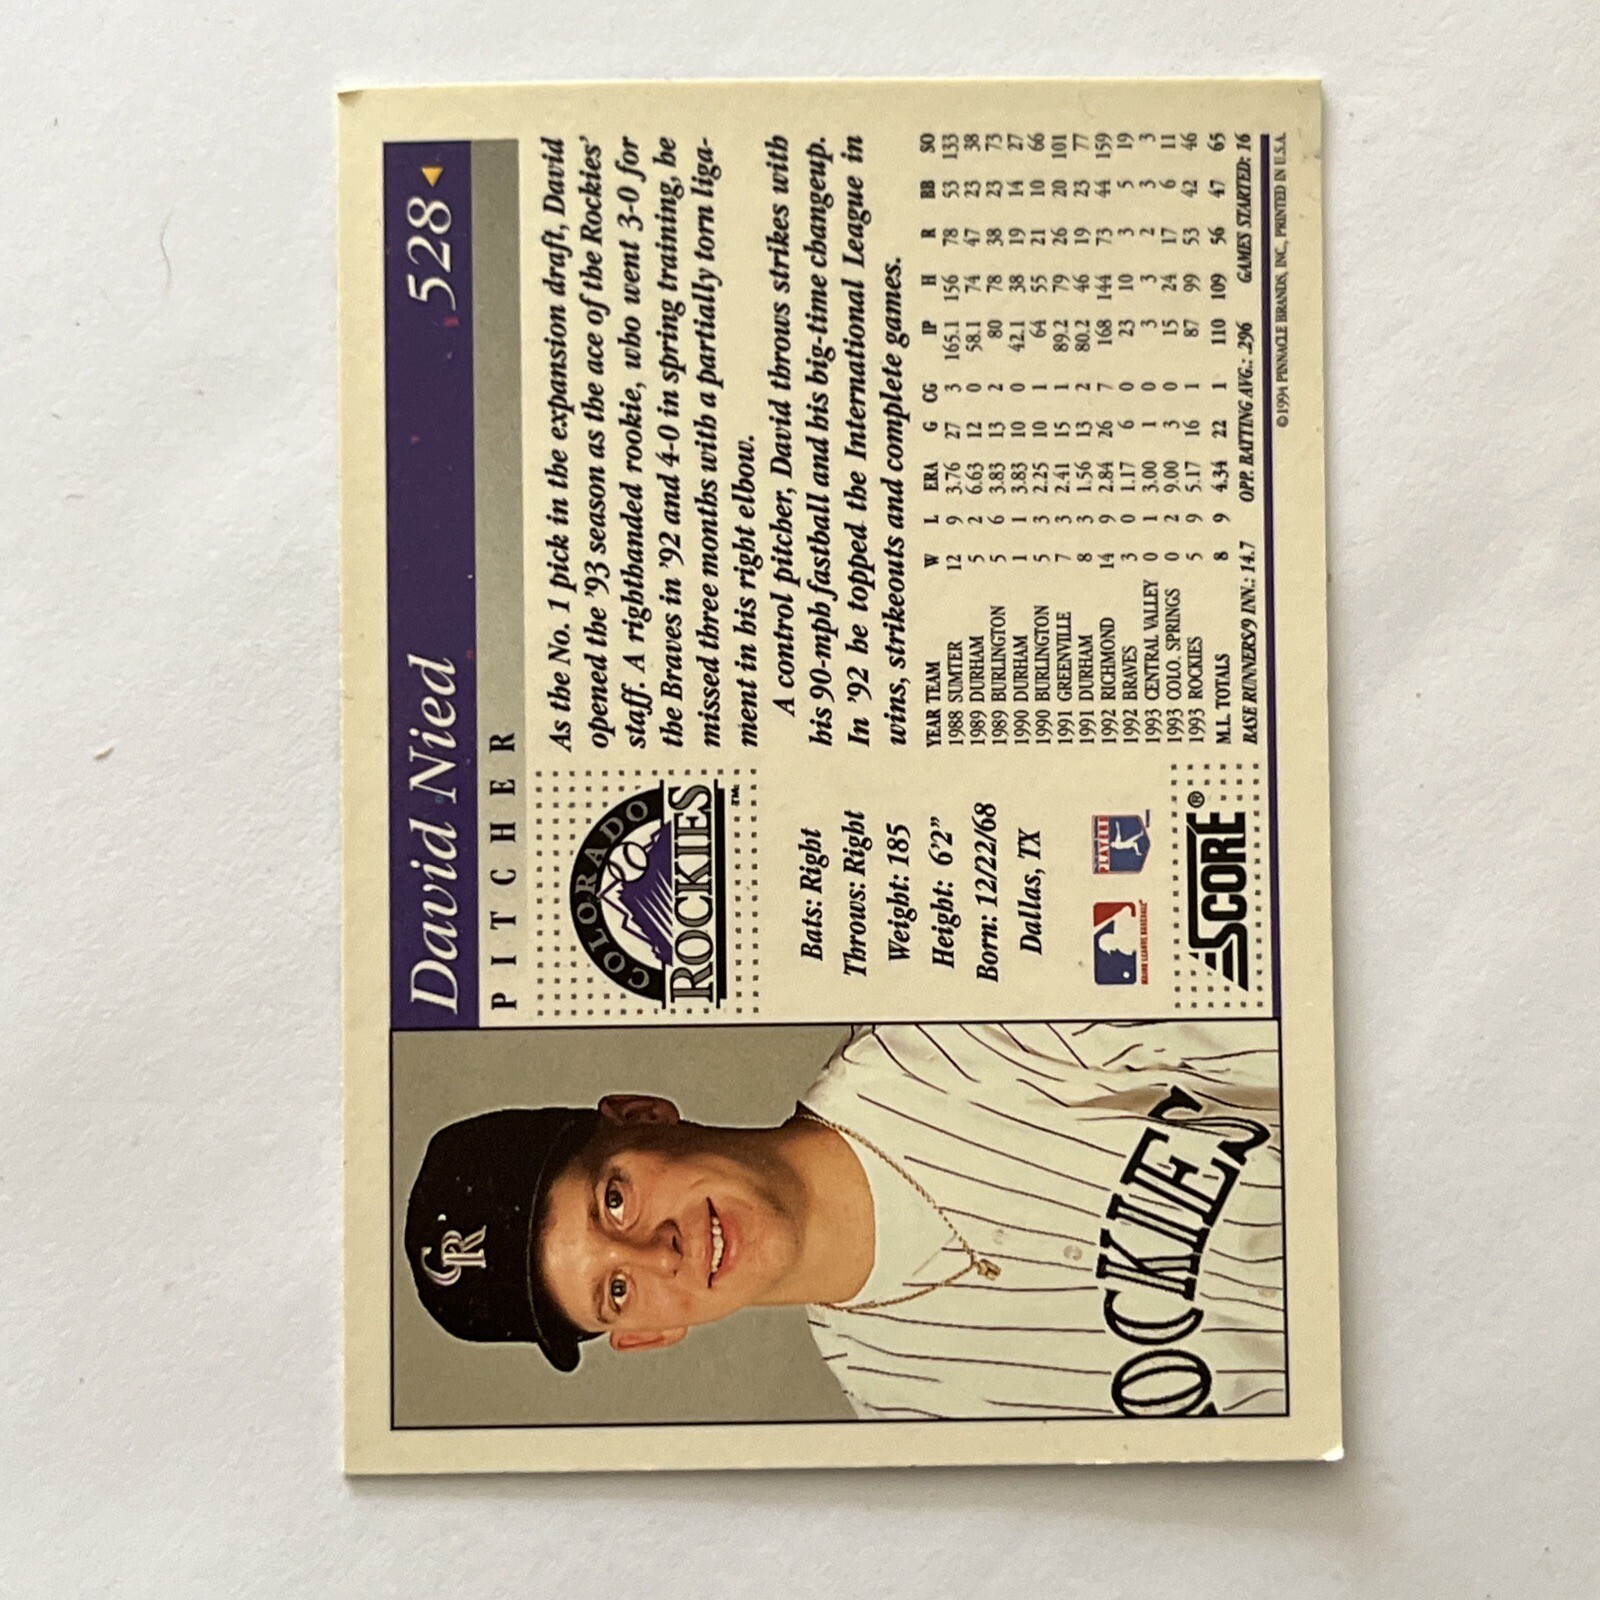 David Nied 528
PITCHER
COLORADO
ROCKIES
TM
Bats: Right
Throws: Right
Weight: 185
Height: 6'2"
Born: 12/22/68
Dallas, TX
PLAYERS
MAJOR LEAGUE BASEBALL
SCORE®
As the No. 1 pick in the expansion draft, David
opened the '93 season as the ace of the Rockies'
staff. A righthanded rookie, who went 3-0 for
the Braves in '92 and 4-0 in spring training, he
missed three months with a partially torn liga-
ment in his right elbow.
A control pitcher, David throws strikes with
his 90-mph fastball and his big-time changeup.
In '92 he topped the International League in
wins, strikeouts and complete games.
YEAR TEAM W L ERA G CG IP H R BB SO
1988 SUMTER 12 9 3.76 27 3 165.1 156 78 53 133
1989 DURHAM 5 2 6.63 12 0 58.1 74 47 23 38
1989 BURLINGTON 5 6 3.83 13 2 80 78 38 23 73
1990 DURHAM 1 1 3.83 10 0 42.1 38 19 14 27
1990 BURLINGTON 5 3 2.25 10 1 64 55 21 10 66
1991 GREENVILLE 7 3 2.41 15 1 89.2 79 26 20 101
1991 DURHAM 8 3 1.56 13 2 80.2 46 19 23 77
1992 RICHMOND 14 9 2.84 26 7 168 144 73 44 159
1992 BRAVES 3 0 1.17 6 0 23 10 3 5 19
1993 CENTRAL VALLEY 0 1 3.00 1 0 3 3 2 3 3
1993 COLO. SPRINGS 0 2 9.00 3 0 15 24 17 6 11
1993 ROCKIES 5 9 5.17 16 1 87 99 53 42 46
M.L. TOTALS 8 9 4.34 22 1 110 109 56 47 65
BASE RUNNERS/9 INN.: 14.7 OPP. BATTING AVG.: .296 GAMES STARTED: 16
© 1994 PINNACLE BRANDS, INC., PRINTED IN U.S.A.
CR
OCKIES